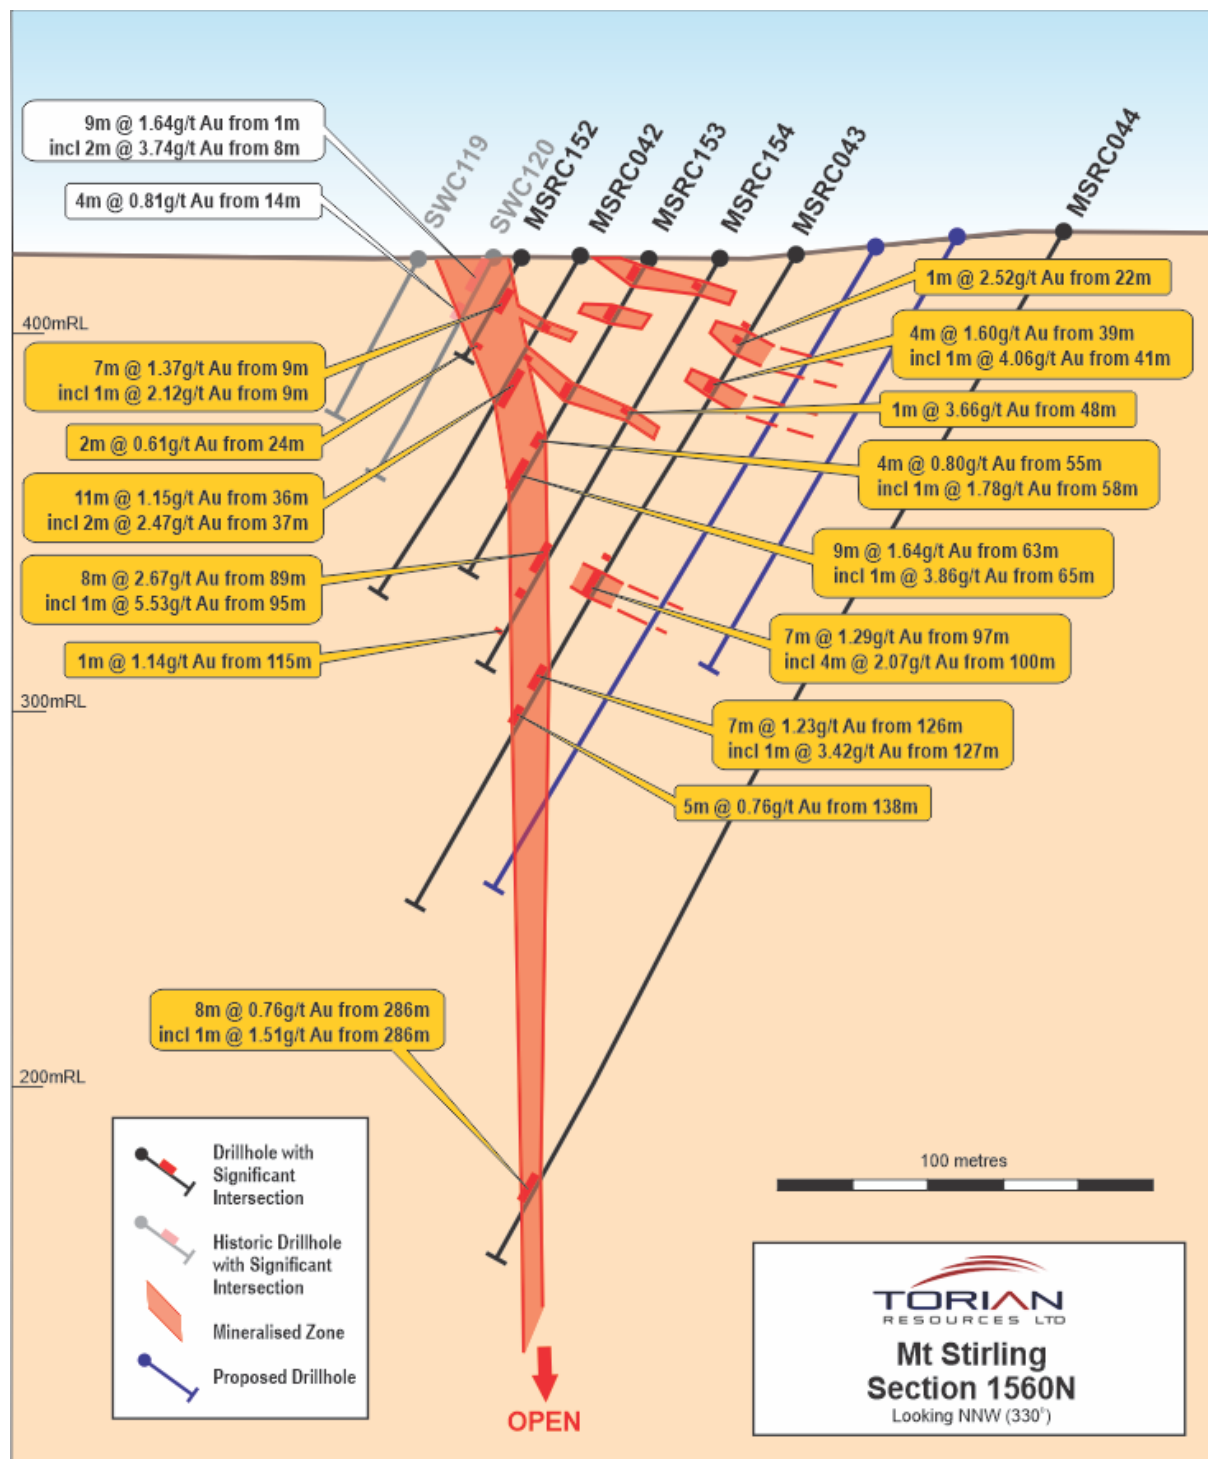 9m @ 1.64g/t Au from 1m
incl 2m @ 3.74g/t Au from 8m
4m @ 0.81g/t Au from 14m
SWC119
SWC120
MSRC152
MSRC042
MSRC153
MSRC154
MSRC043
MSRC044
1m @ 2.52g/t Au from 22m
400mRL
4m @ 1.60g/t Au from 39m
incl 1m @ 4.06g/t Au from 41m
7m @ 1.37g/t Au from 9m
incl 1m @ 2.12g/t Au from 9m
1m @ 3.66g/t Au from 48m
2m @ 0.61g/t Au from 24m
4m @ 0.80g/t Au from 55m
incl 1m @ 1.78g/t Au from 58m
11m @ 1.15g/t Au from 36m
incl 2m @ 2.47g/t Au from 37m
9m @ 1.64g/t Au from 63m
incl 1m @ 3.86g/t Au from 65m
8m @ 2.67g/t Au from 89m
incl 1m @ 5.53g/t Au from 95m
7m @ 1.29g/t Au from 97m
incl 4m @ 2.07g/t Au from 100m
1m @ 1.14g/t Au from 115m
300mRL
7m @ 1.23g/t Au from 126m
incl 1m @ 3.42g/t Au from 127m
5m @ 0.76g/t Au from 138m
8m @ 0.76g/t Au from 286m
incl 1m @ 1.51g/t Au from 286m
200mRL
Drillhole with
Significant
Intersection
Historic Drillhole
with Significant
Intersection
Mineralised Zone
Proposed Drillhole
OPEN
100 metres
TORIAN
RESOURCES LTD
Mt Stirling
Section 1560N
Looking NNW (330°)